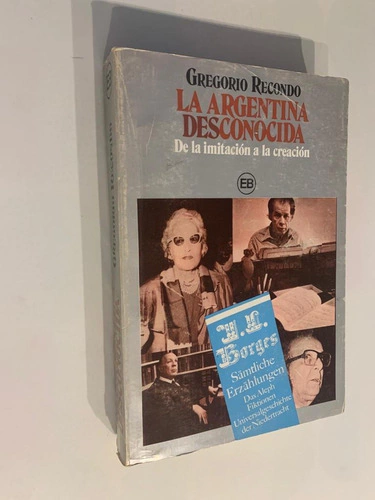 GREGORIO RECONDO
LA ARGENTINA
DESCONOCIDA
De la imitación a la creación
EB
J. L.
Borges
Sämtliche
Erzählungen
Das Aleph
Fiktionen
Universalgeschichte
der Niedertracht